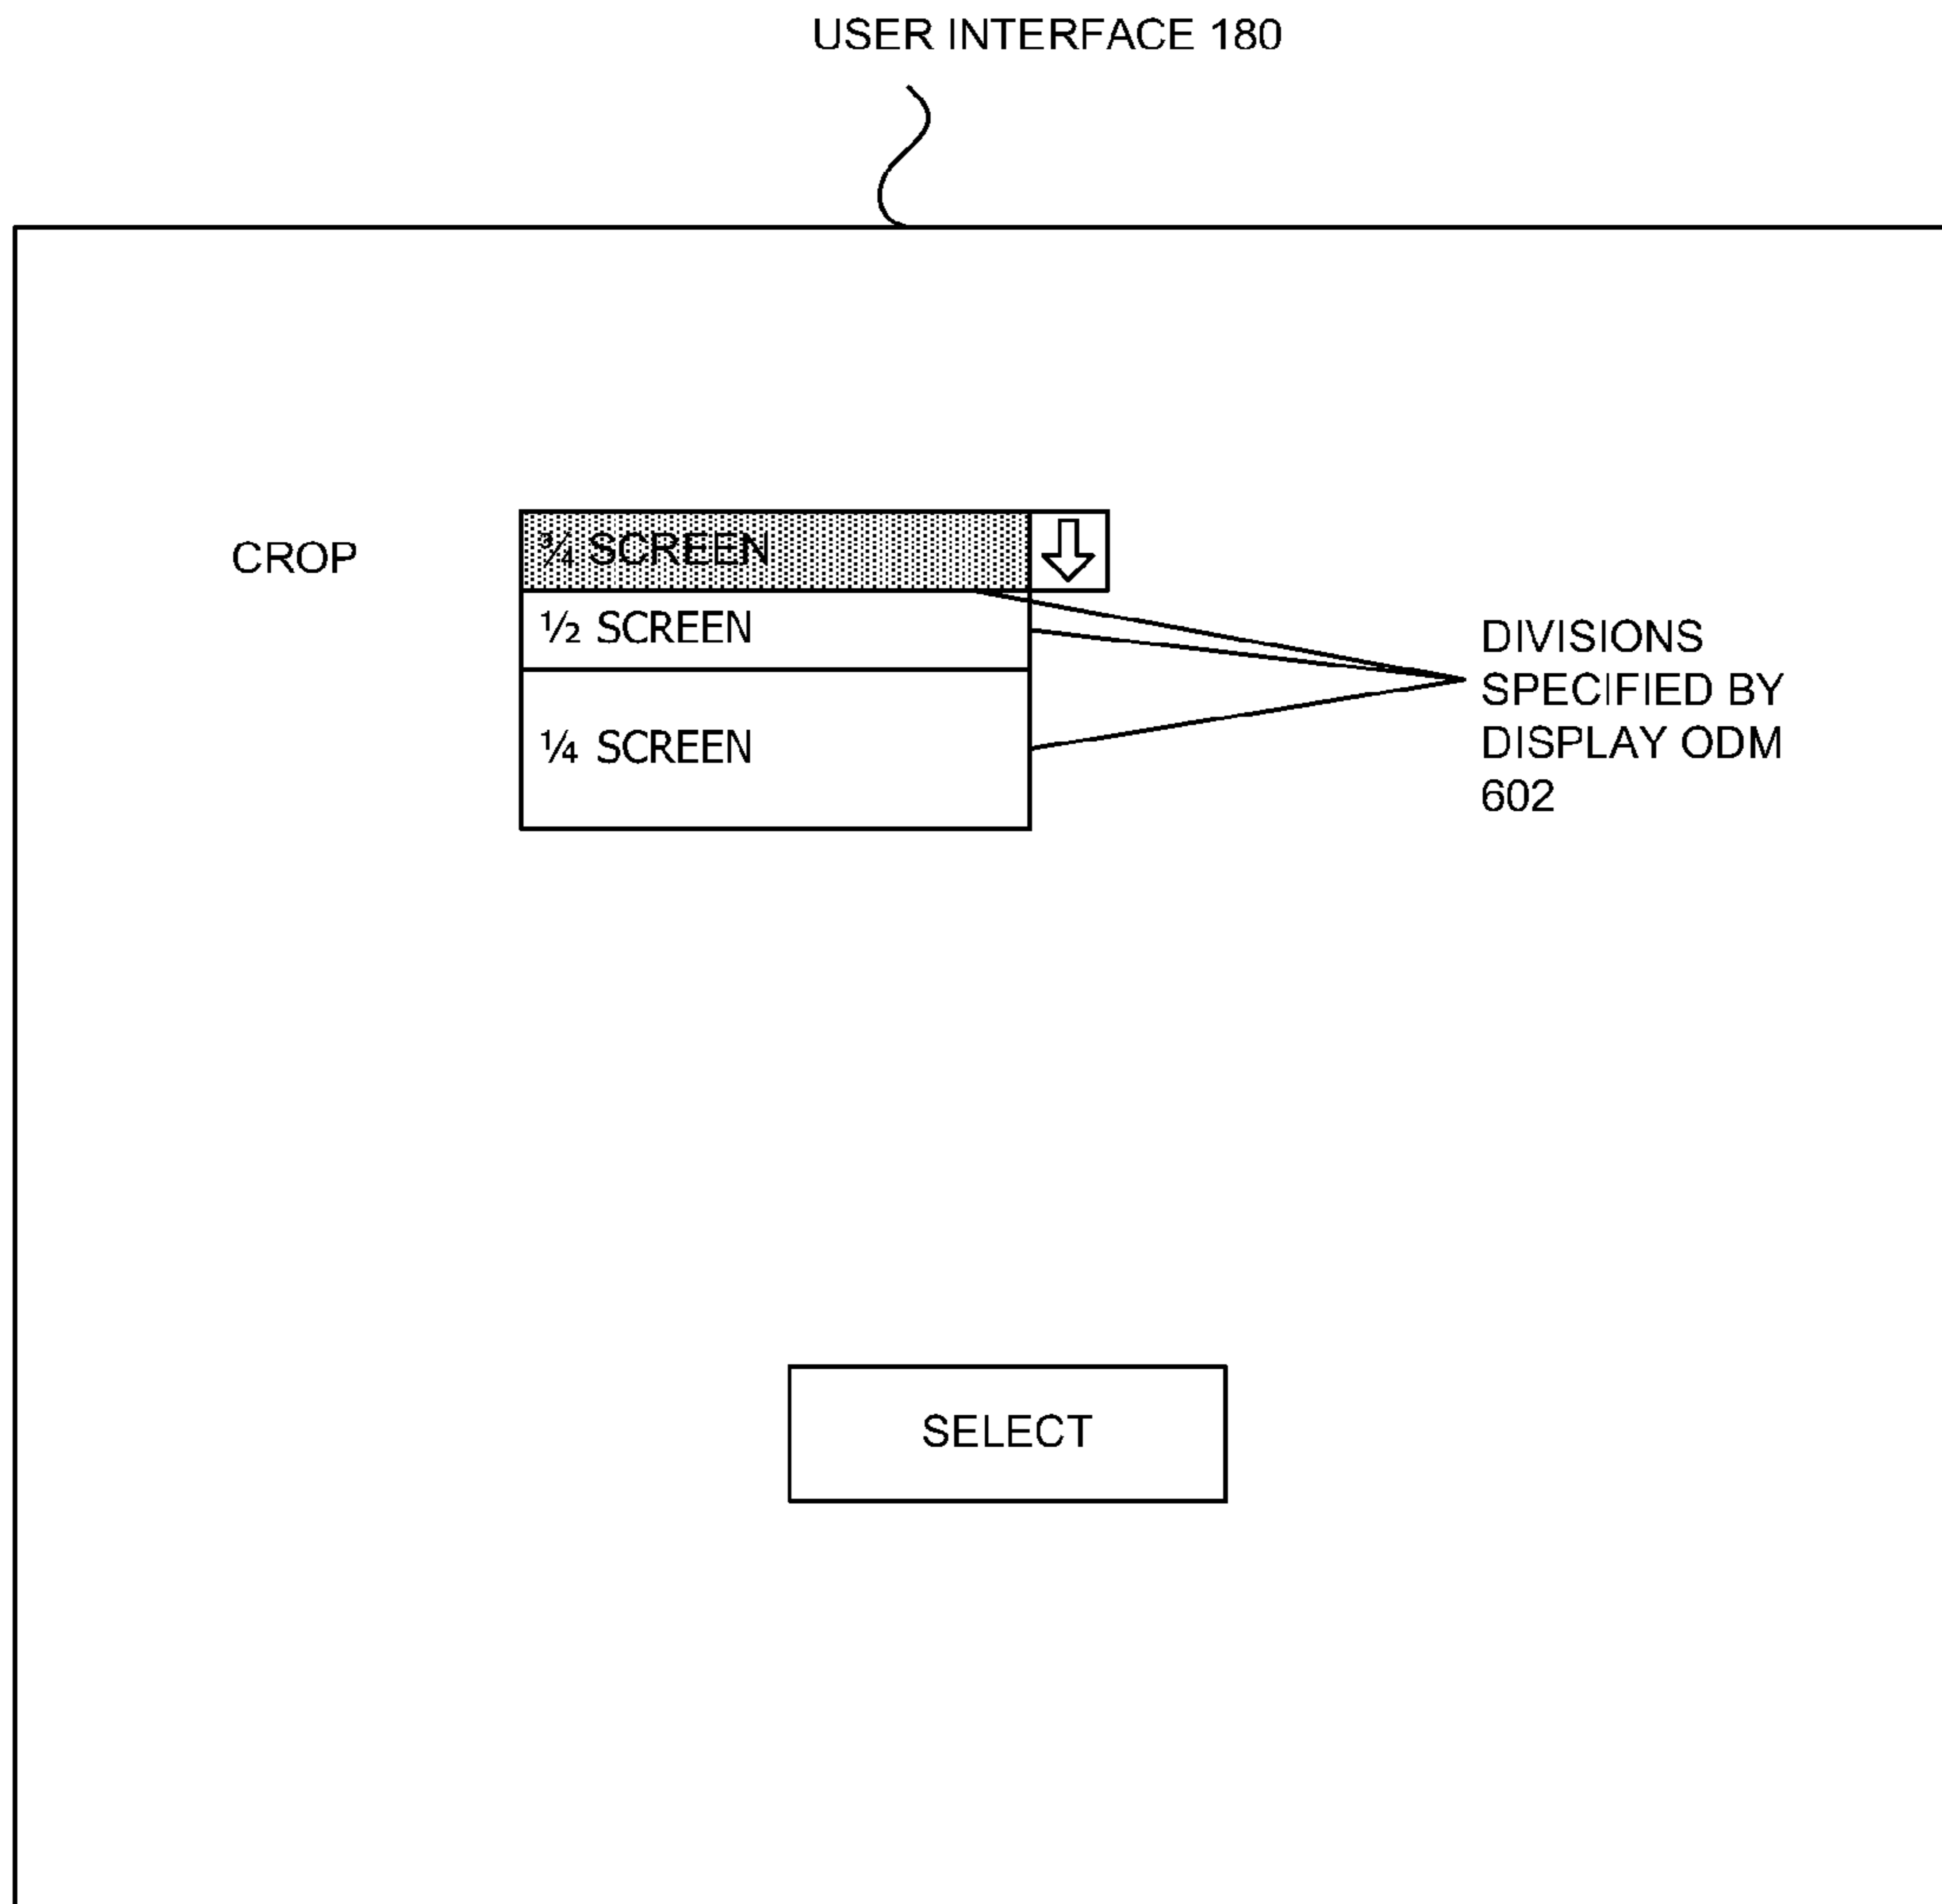 USER INTERFACE 180
CROP
¾ SCREEN
½ SCREEN
¼ SCREEN
DIVISIONS
SPECIFIED BY
DISPLAY ODM
602
SELECT